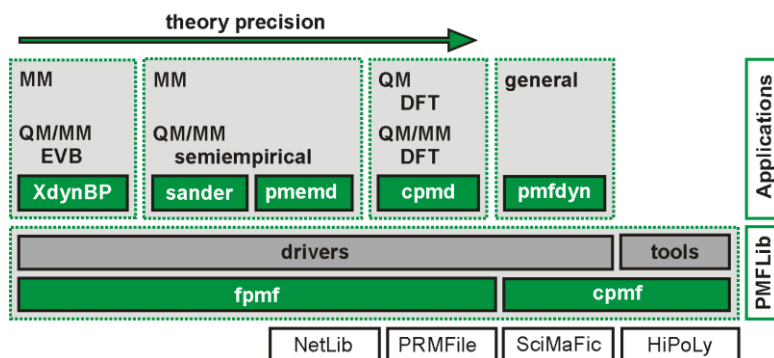 theory precision
MM
QM/MM
EVB
XdynBP
MM
QM/MM
semiempirical
sander
pmemd
QM
DFT
QM/MM
DFT
cpmd
general
pmfdyn
Applications
drivers
tools
fpmf
cpmf
PMFLib
NetLib
PRMFile
SciMaFic
HiPoLy